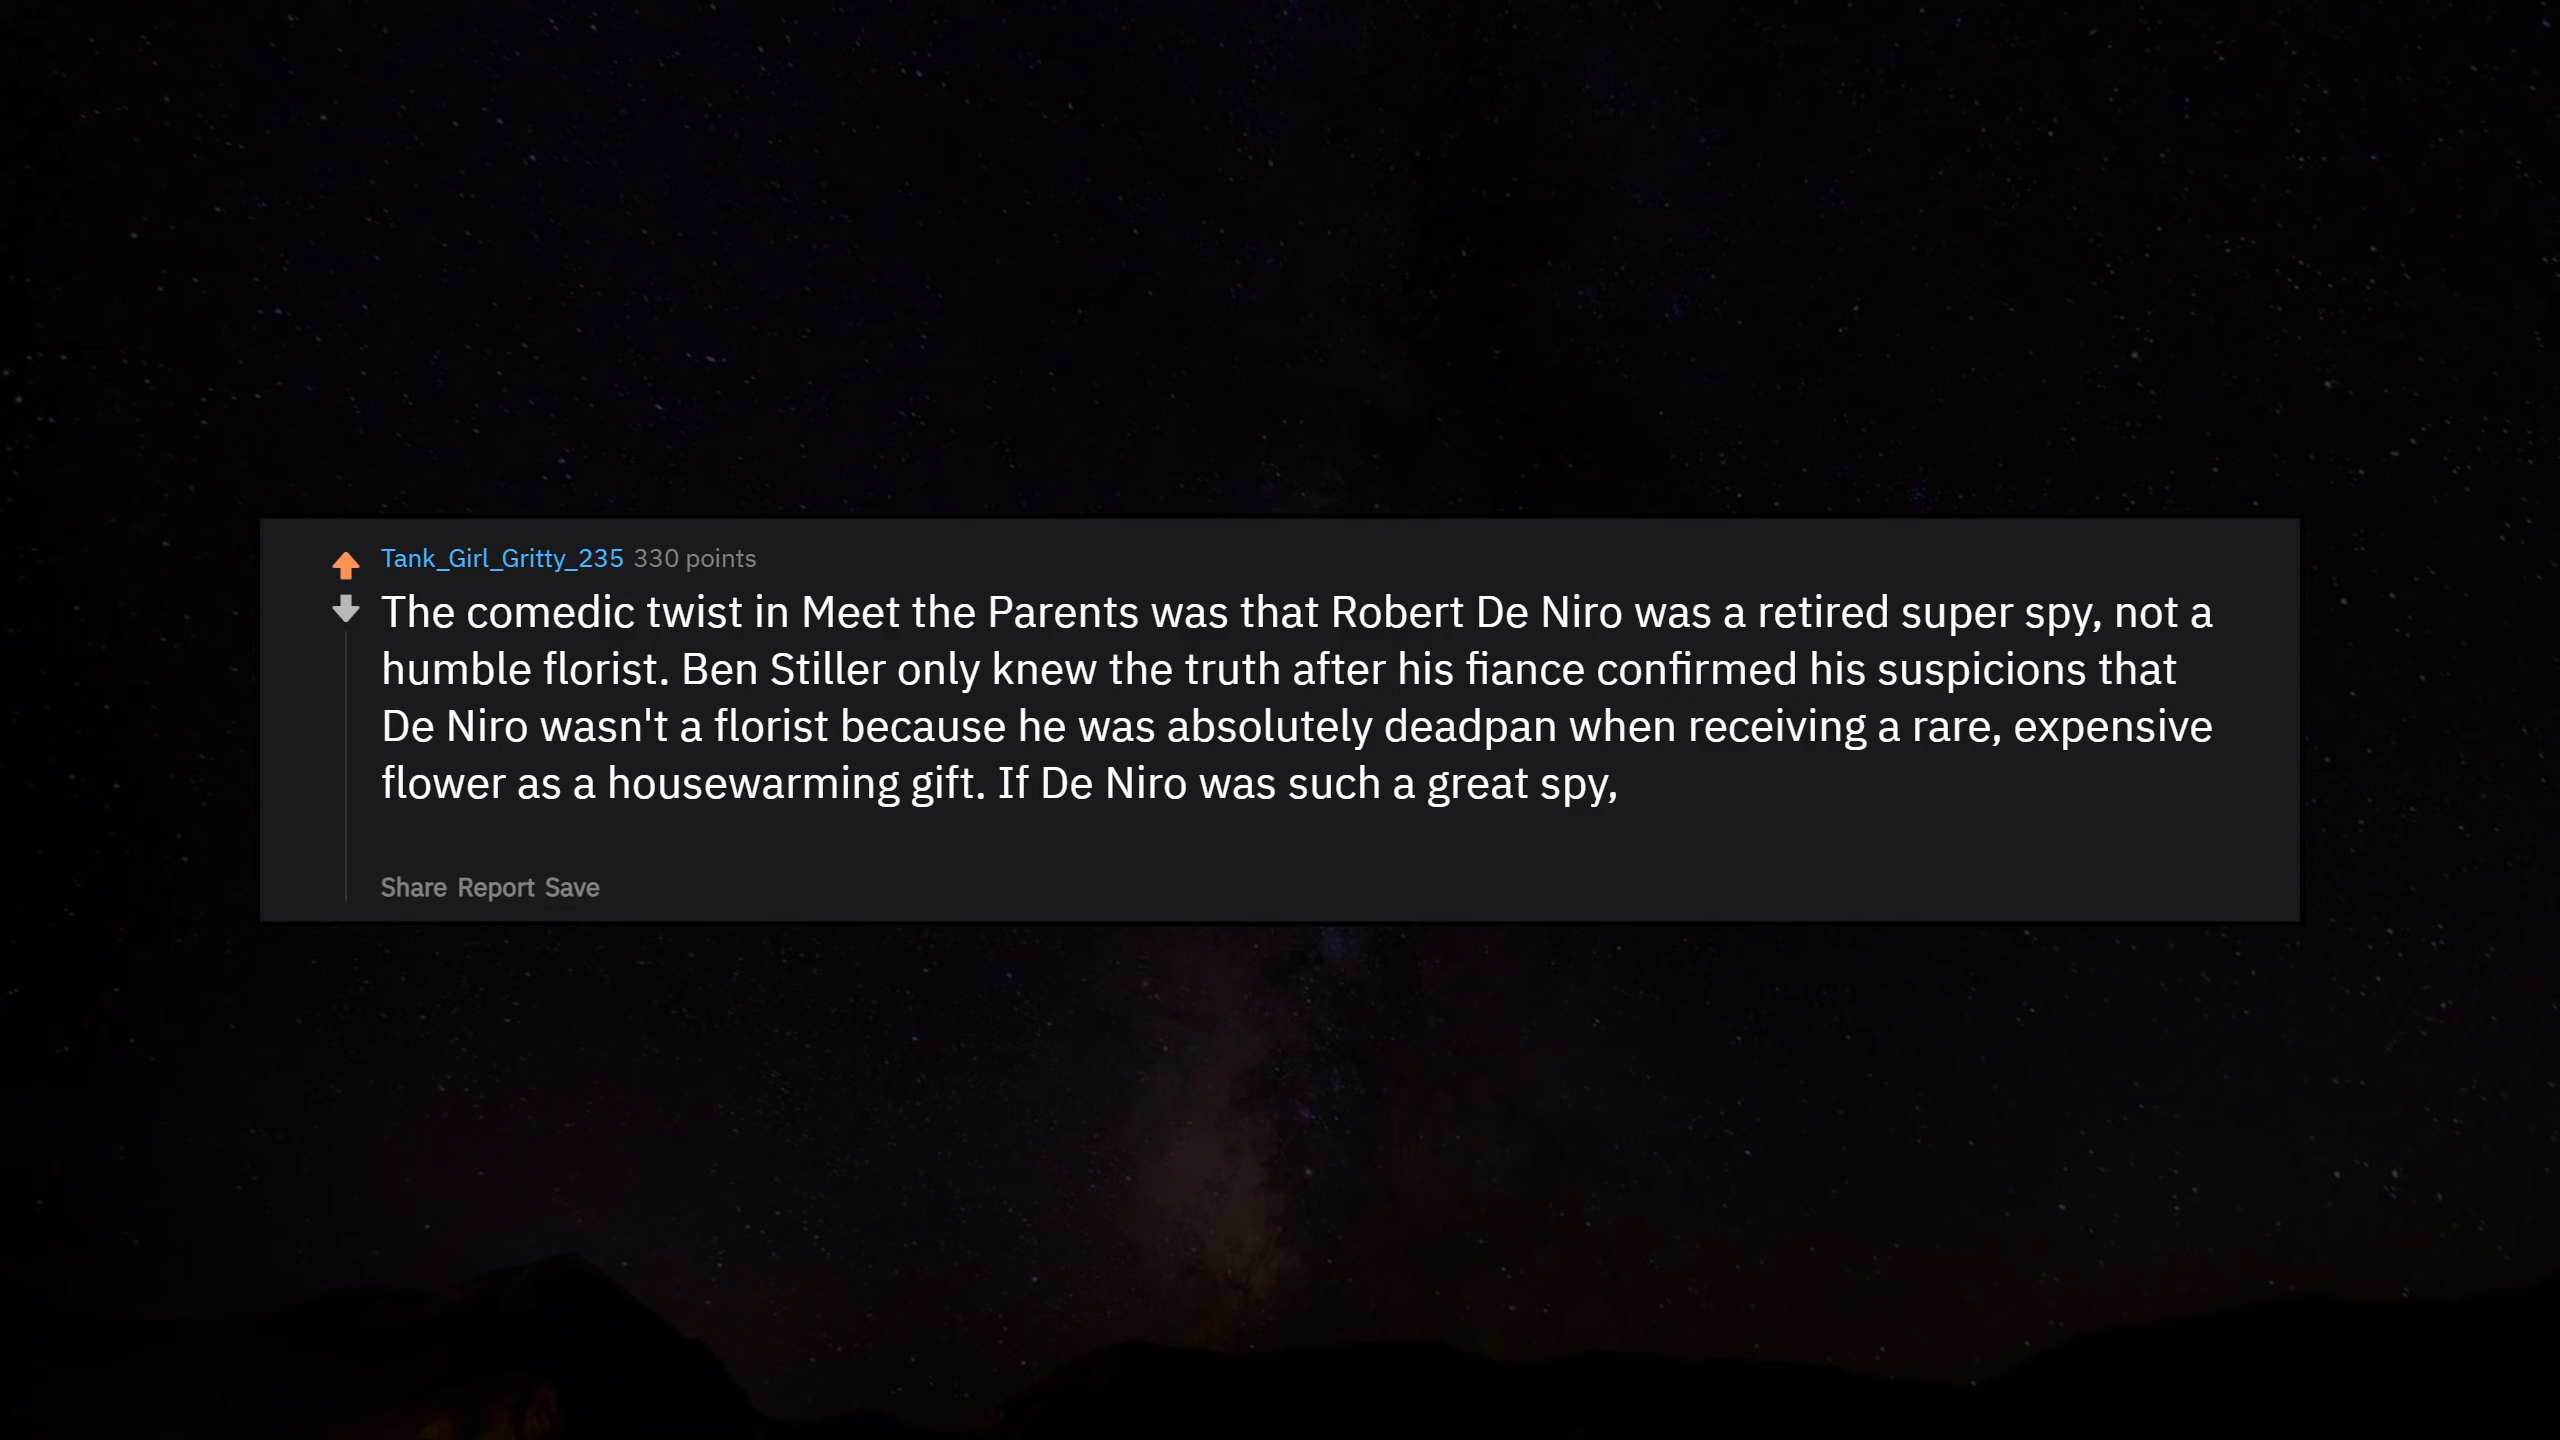 Tank_Girl_Gritty_235 330 points
The comedic twist in Meet the Parents was that Robert De Niro was a retired super spy, not a
humble florist. Ben Stiller only knew the truth after his fiance confirmed his suspicions that
De Niro wasn't a florist because he was absolutely deadpan when receiving a rare, expensive
flower as a housewarming gift. If De Niro was such a great spy,
Share Report Save